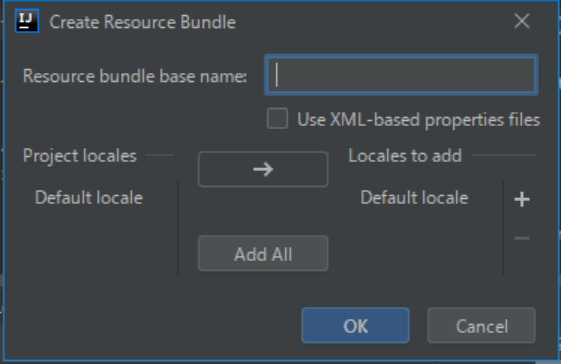 IJ Create Resource Bundle
Resource bundle base name:
Use XML-based properties files
Project locales
Locales to add
Default locale
Default locale
Add All
OK
Cancel